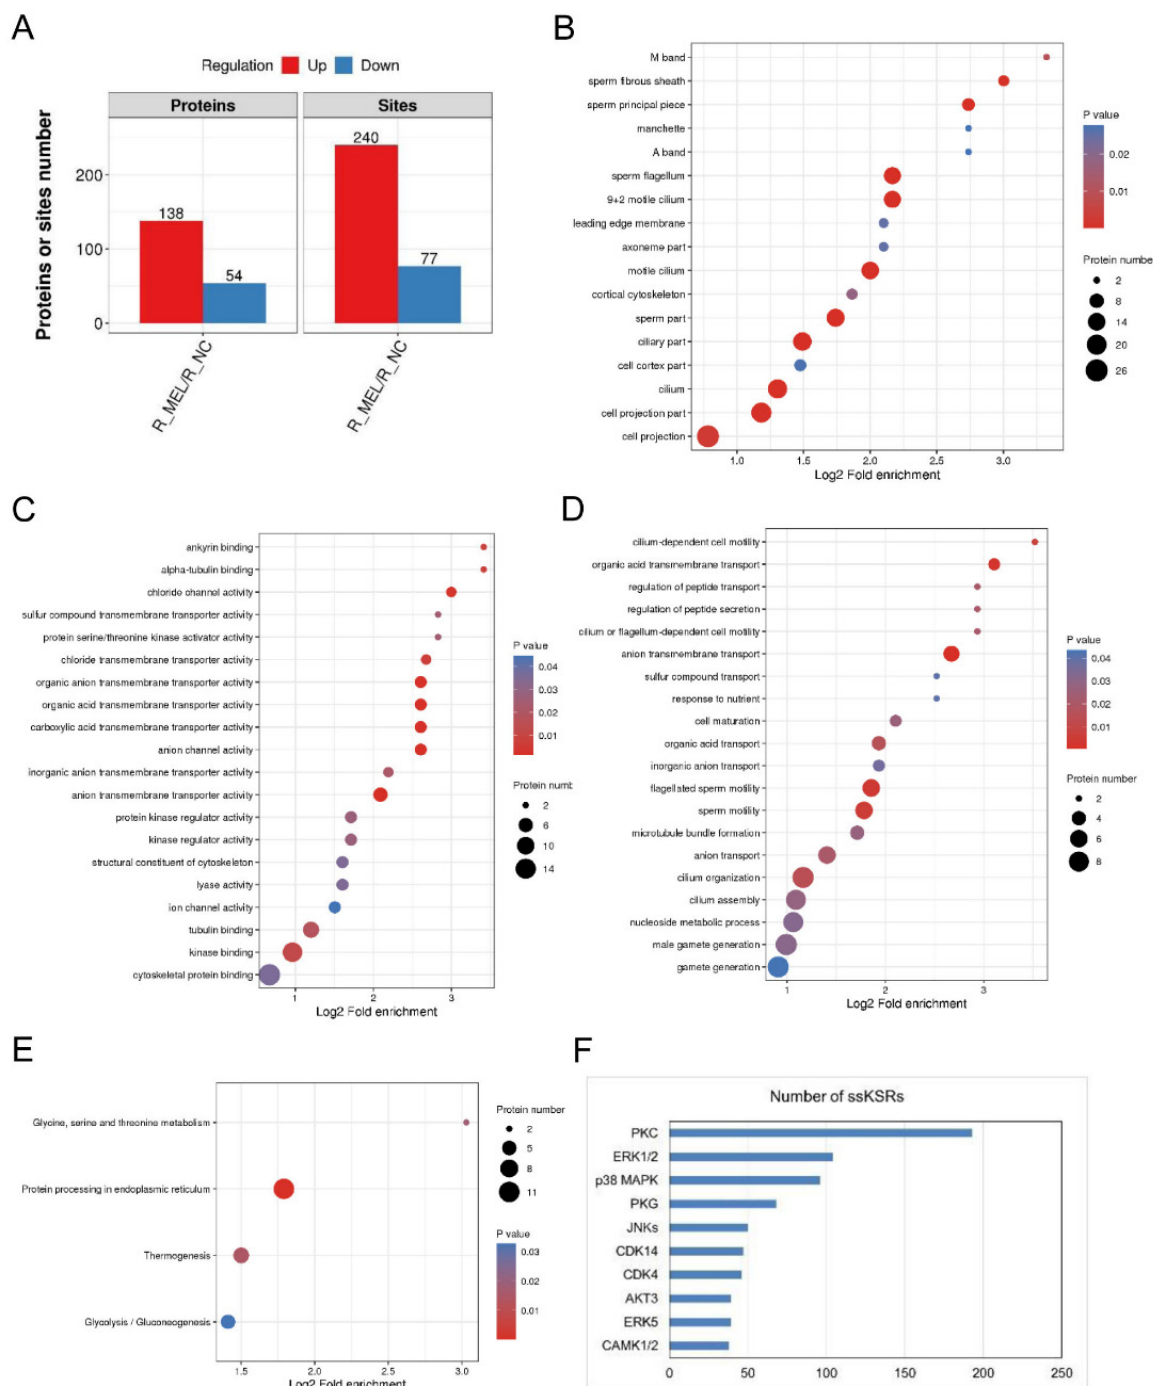 A
Regulation Up Down
Proteins Sites
Proteins or sites number
200
100
0
138
54
240
77
R_MEL/R_NC
R_MEL/R_NC
B
M band
sperm fibrous sheath
sperm principal piece
manchette
A band
sperm flagellum
9+2 motile cilium
leading edge membrane
axoneme part
motile cilium
cortical cytoskeleton
sperm part
ciliary part
cell cortex part
cilium
cell projection part
cell projection
1.0 1.5 2.0 2.5 3.0
Log2 Fold enrichment
P value
0.02
0.01
Protein numbe
2
8
14
20
26
C
ankyrin binding
alpha-tubulin binding
chloride channel activity
sulfur compound transmembrane transporter activity
protein serine/threonine kinase activator activity
chloride transmembrane transporter activity
organic anion transmembrane transporter activity
organic acid transmembrane transporter activity
carboxylic acid transmembrane transporter activity
anion channel activity
inorganic anion transmembrane transporter activity
anion transmembrane transporter activity
protein kinase regulator activity
kinase regulator activity
structural constituent of cytoskeleton
lyase activity
ion channel activity
tubulin binding
kinase binding
cytoskeletal protein binding
1 2 3
Log2 Fold enrichment
P value
0.04
0.03
0.02
0.01
Protein numb
2
6
10
14
D
cilium-dependent cell motility
organic acid transmembrane transport
regulation of peptide transport
regulation of peptide secretion
cilium or flagellum-dependent cell motility
anion transmembrane transport
sulfur compound transport
response to nutrient
cell maturation
organic acid transport
inorganic anion transport
flagellated sperm motility
sperm motility
microtubule bundle formation
anion transport
cilium organization
cilium assembly
nucleoside metabolic process
male gamete generation
gamete generation
1 2 3
Log2 Fold enrichment
P value
0.04
0.03
0.02
0.01
Protein number
2
4
6
8
E
Glycine, serine and threonine metabolism
Protein processing in endoplasmic reticulum
Thermogenesis
Glycolysis / Gluconeogenesis
1.5 2.0 2.5 3.0
Log2 Fold enrichment
Protein number
2
5
8
11
P value
0.03
0.02
0.01
F
Number of ssKSRs
PKC
ERK1/2
p38 MAPK
PKG
JNKs
CDK14
CDK4
AKT3
ERK5
CAMK1/2
0 50 100 150 200 250